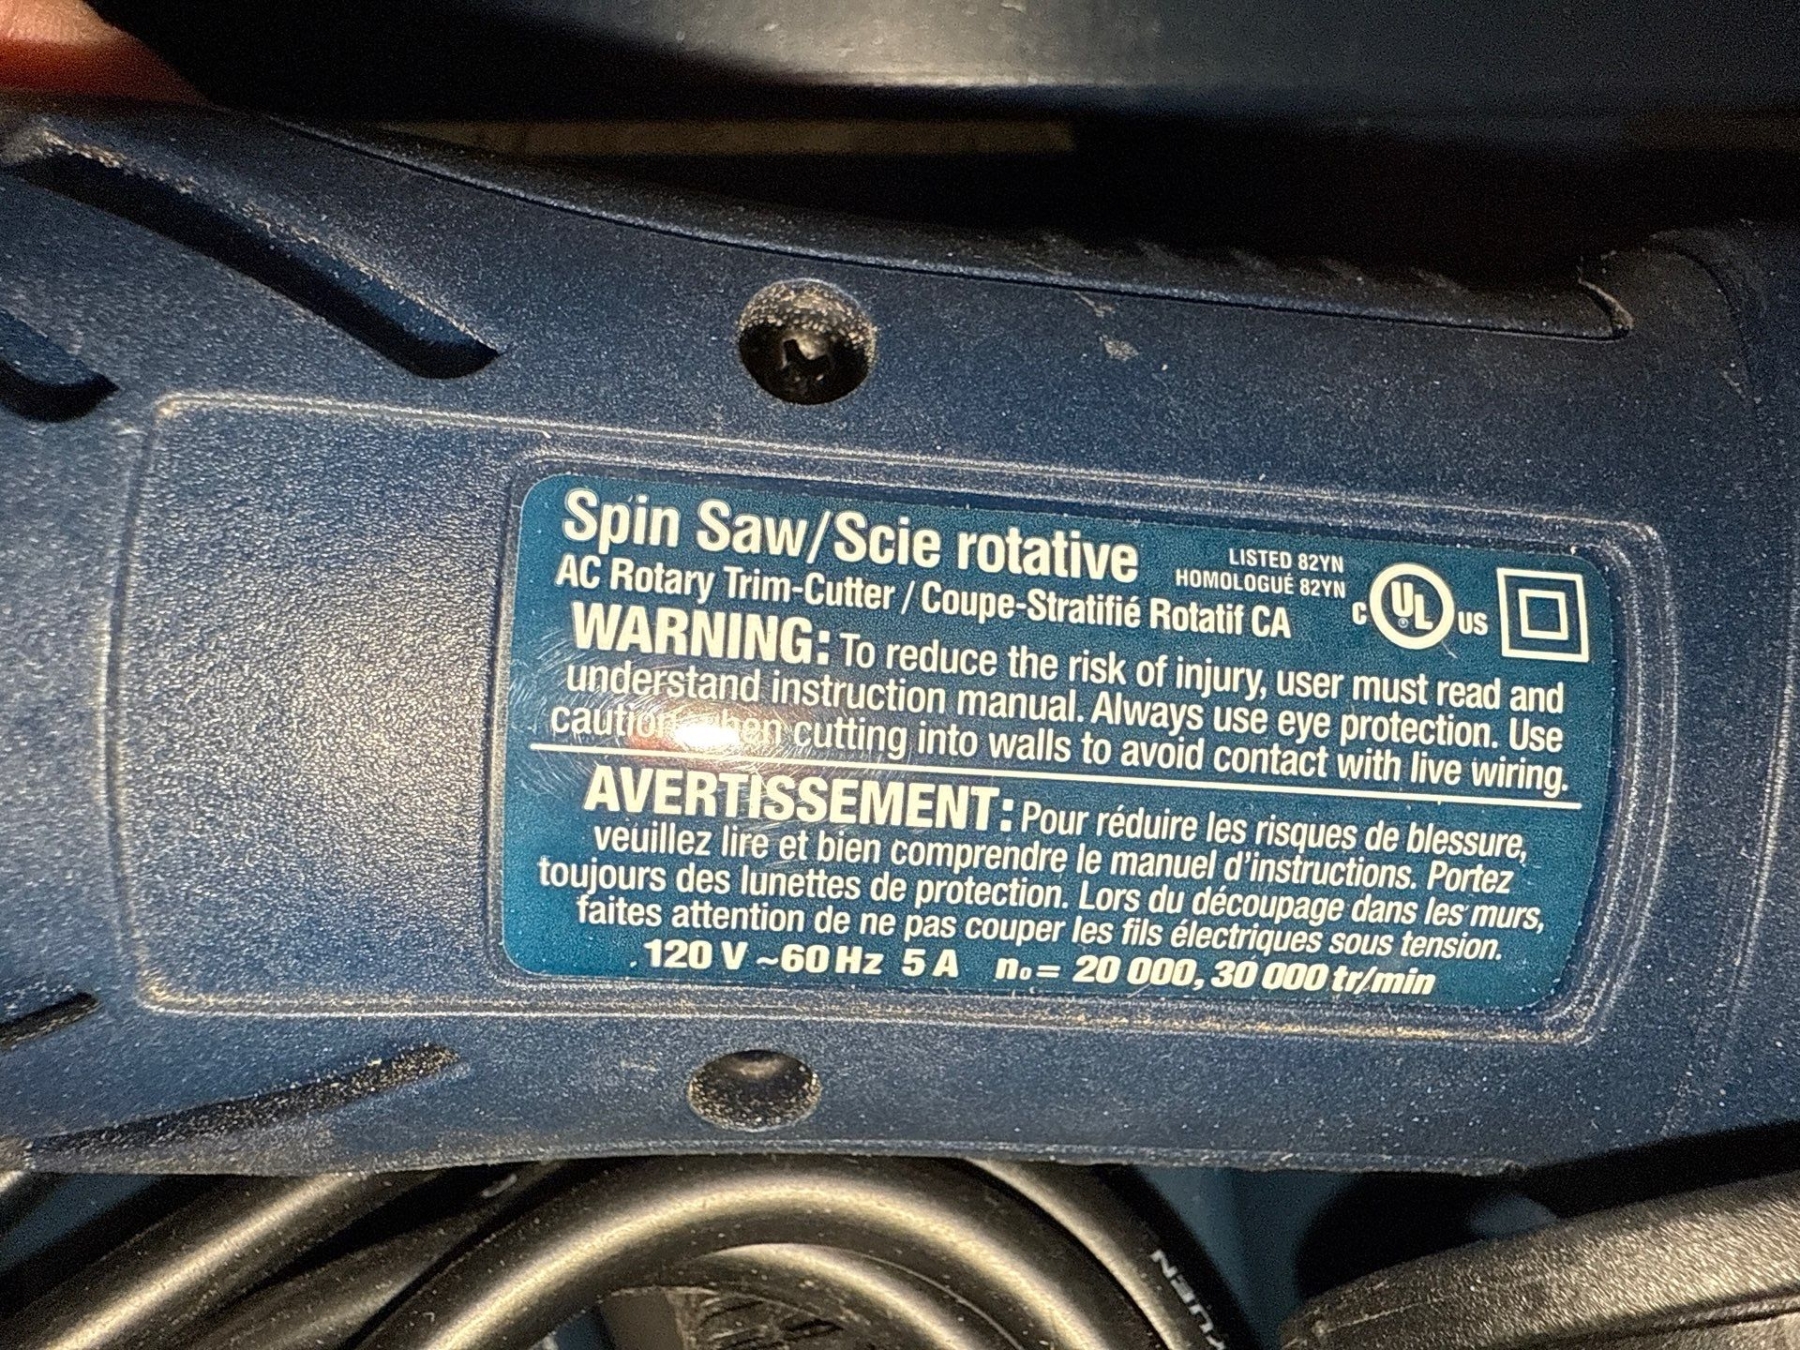 Spin Saw/Scie rotative
LISTED 82YN
HOMOLOGUÉ 82YN
C UL US
AC Rotary Trim-Cutter / Coupe-Stratifié Rotatif CA
WARNING: To reduce the risk of injury, user must read and
understand instruction manual. Always use eye protection. Use
caution when cutting into walls to avoid contact with live wiring.
AVERTISSEMENT: Pour réduire les risques de blessure,
veuillez lire et bien comprendre le manuel d'instructions. Portez
toujours des lunettes de protection. Lors du découpage dans les murs,
faites attention de ne pas couper les fils électriques sous tension.
120 V ~60 Hz 5 A n₀= 20 000, 30 000 tr/min